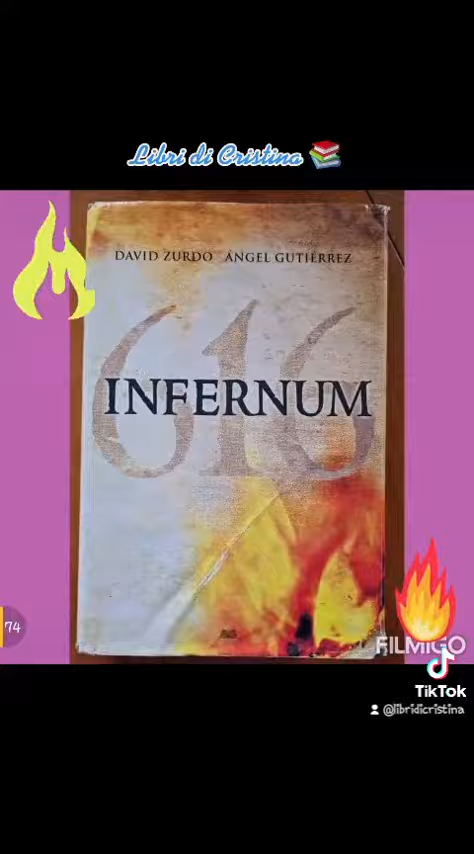 Libri di Cristina
DAVID ZURDO ÁNGEL GUTIÉRREZ
616
INFERNUM
74
FILMIGO
TikTok
@libridicristina